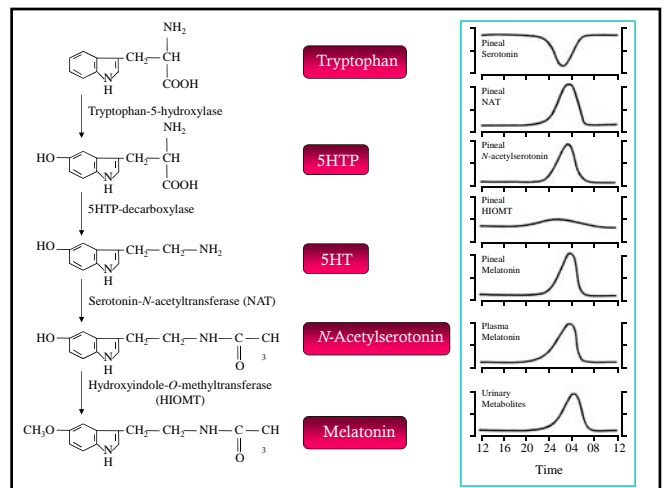 NH2
CH2 CH
N
H
COOH
Tryptophan
Tryptophan-5-hydroxylase
NH2
HO CH2 CH
N
H
COOH
5HTP
5HTP-decarboxylase
HO CH2 CH2 NH2
N
H
5HT
Serotonin-N-acetyltransferase (NAT)
HO CH2 CH2 NH C CH
N
H
O 3
N-Acetylserotonin
Hydroxyindole-O-methyltransferase
(HIOMT)
CH3O CH2 CH2 NH C CH
N
H
O 3
Melatonin
Pineal
Serotonin
Pineal
NAT
Pineal
N-acetylserotonin
Pineal
HIOMT
Pineal
Melatonin
Plasma
Melatonin
Urinary
Metabolites
12 16 20 24 04 08 12
Time